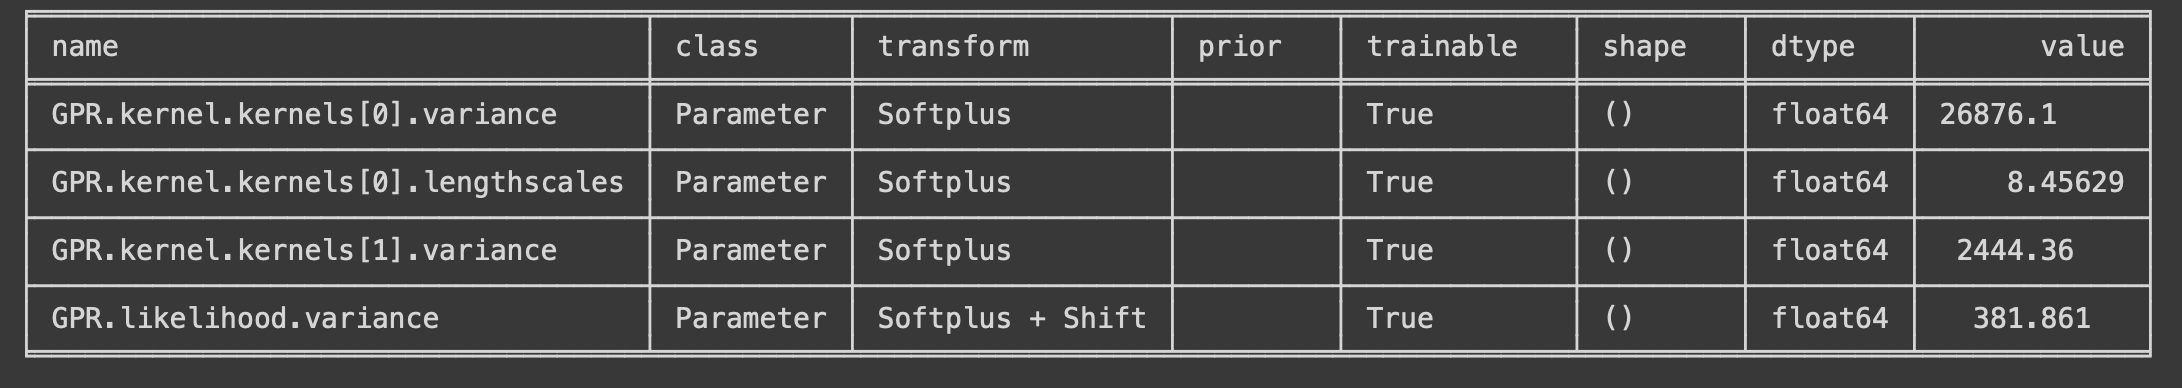 name class transform prior trainable shape dtype value
GPR.kernel.kernels[0].variance Parameter Softplus True () float64 26876.1
GPR.kernel.kernels[0].lengthscales Parameter Softplus True () float64 8.45629
GPR.kernel.kernels[1].variance Parameter Softplus True () float64 2444.36
GPR.likelihood.variance Parameter Softplus + Shift True () float64 381.861